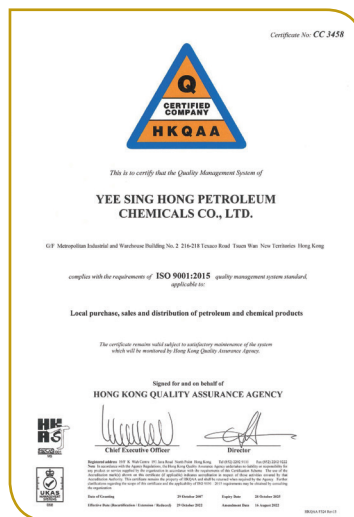 Certificate No: CC 3458
Q
CERTIFIED
COMPANY
HKQAA
This is to certify that the Quality Management System of
YEE SING HONG PETROLEUM
CHEMICALS CO., LTD.
G/F Metropolitan Industrial and Warehouse Building No. 2 216-218 Texaco Road Tsuen Wan New Territories Hong Kong
complies with the requirements of ISO 9001:2015 quality management system standard,
applicable to:
Local purchase, sales and distribution of petroleum and chemical products
The certificate remains valid subject to satisfactory maintenance of the system
which will be monitored by Hong Kong Quality Assurance Agency.
Signed for and on behalf of
HONG KONG QUALITY ASSURANCE AGENCY
Chief Executive Officer
Director
HKAS
UKAS
Date of Granting 29 October 2007 Expiry Date 28 October 2025
Effective Date 29 October 2022 Amendment Date 16 August 2022